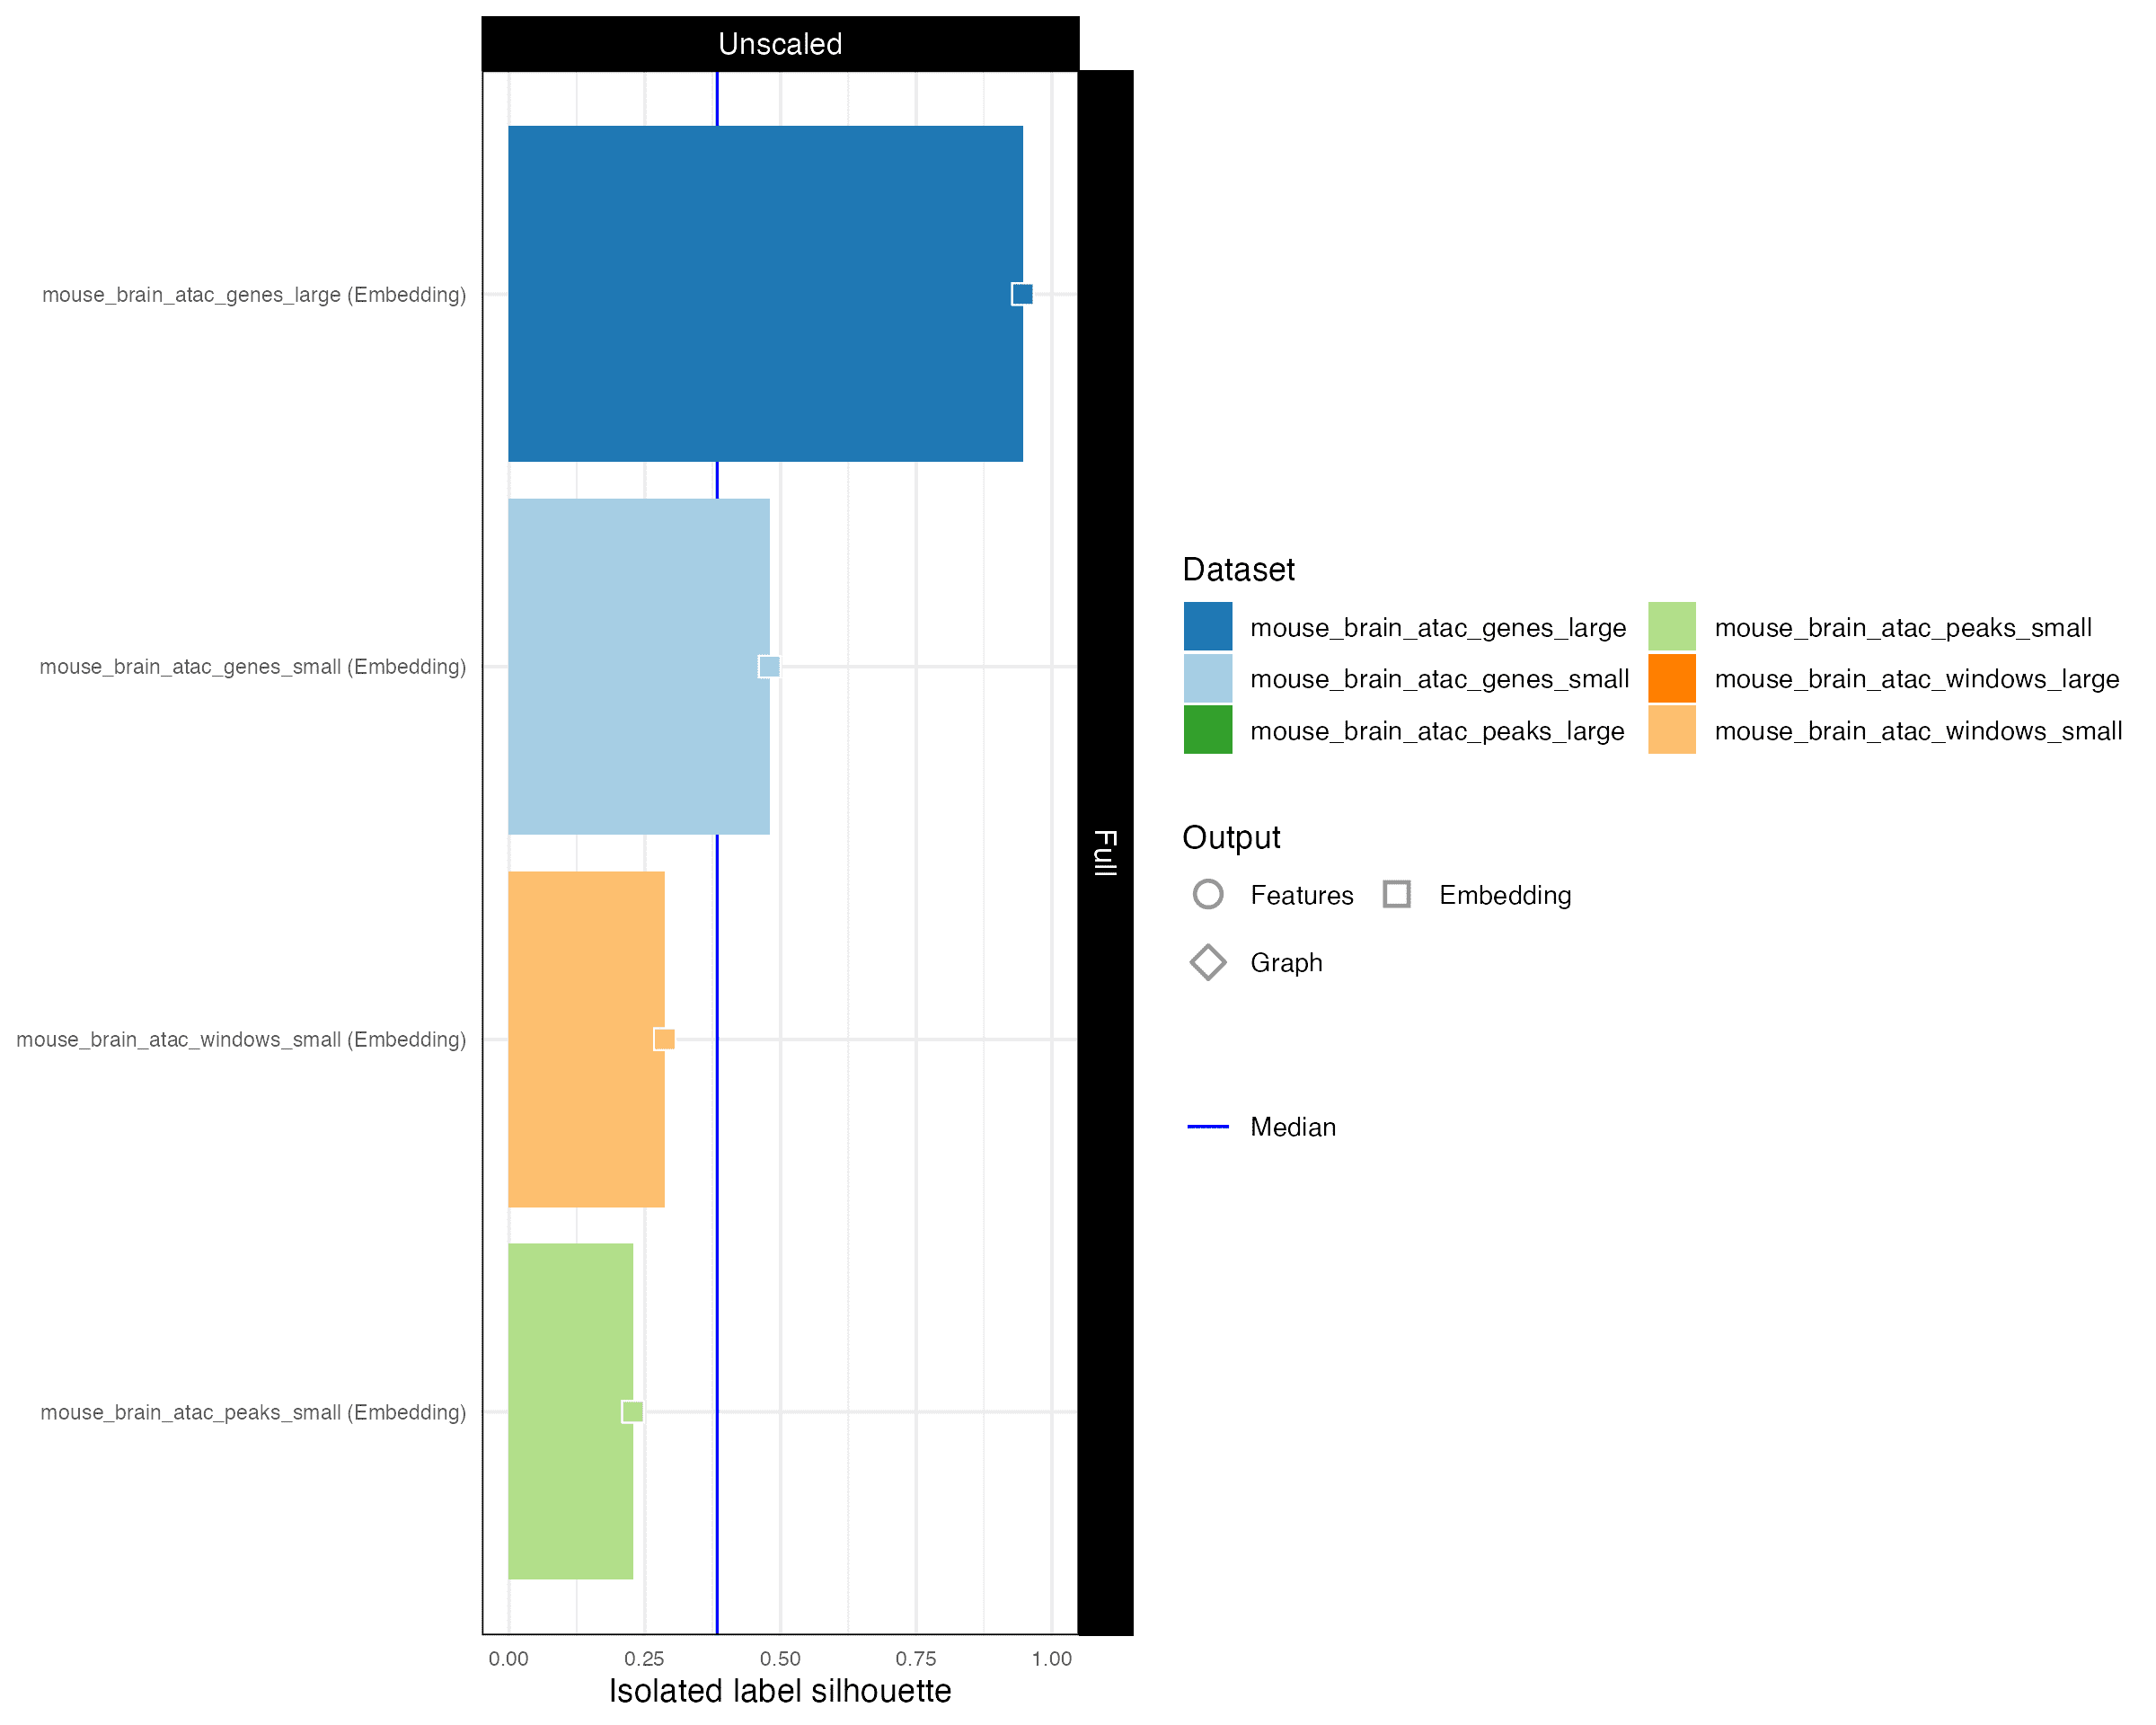 Unscaled
mouse_brain_atac_genes_large (Embedding)
mouse_brain_atac_genes_small (Embedding)
mouse_brain_atac_windows_small (Embedding)
mouse_brain_atac_peaks_small (Embedding)
0.00 0.25 0.50 0.75 1.00
Isolated label silhouette
Full
Dataset
mouse_brain_atac_genes_large mouse_brain_atac_peaks_small
mouse_brain_atac_genes_small mouse_brain_atac_windows_large
mouse_brain_atac_peaks_large mouse_brain_atac_windows_small
Output
Features Embedding
Graph
Median